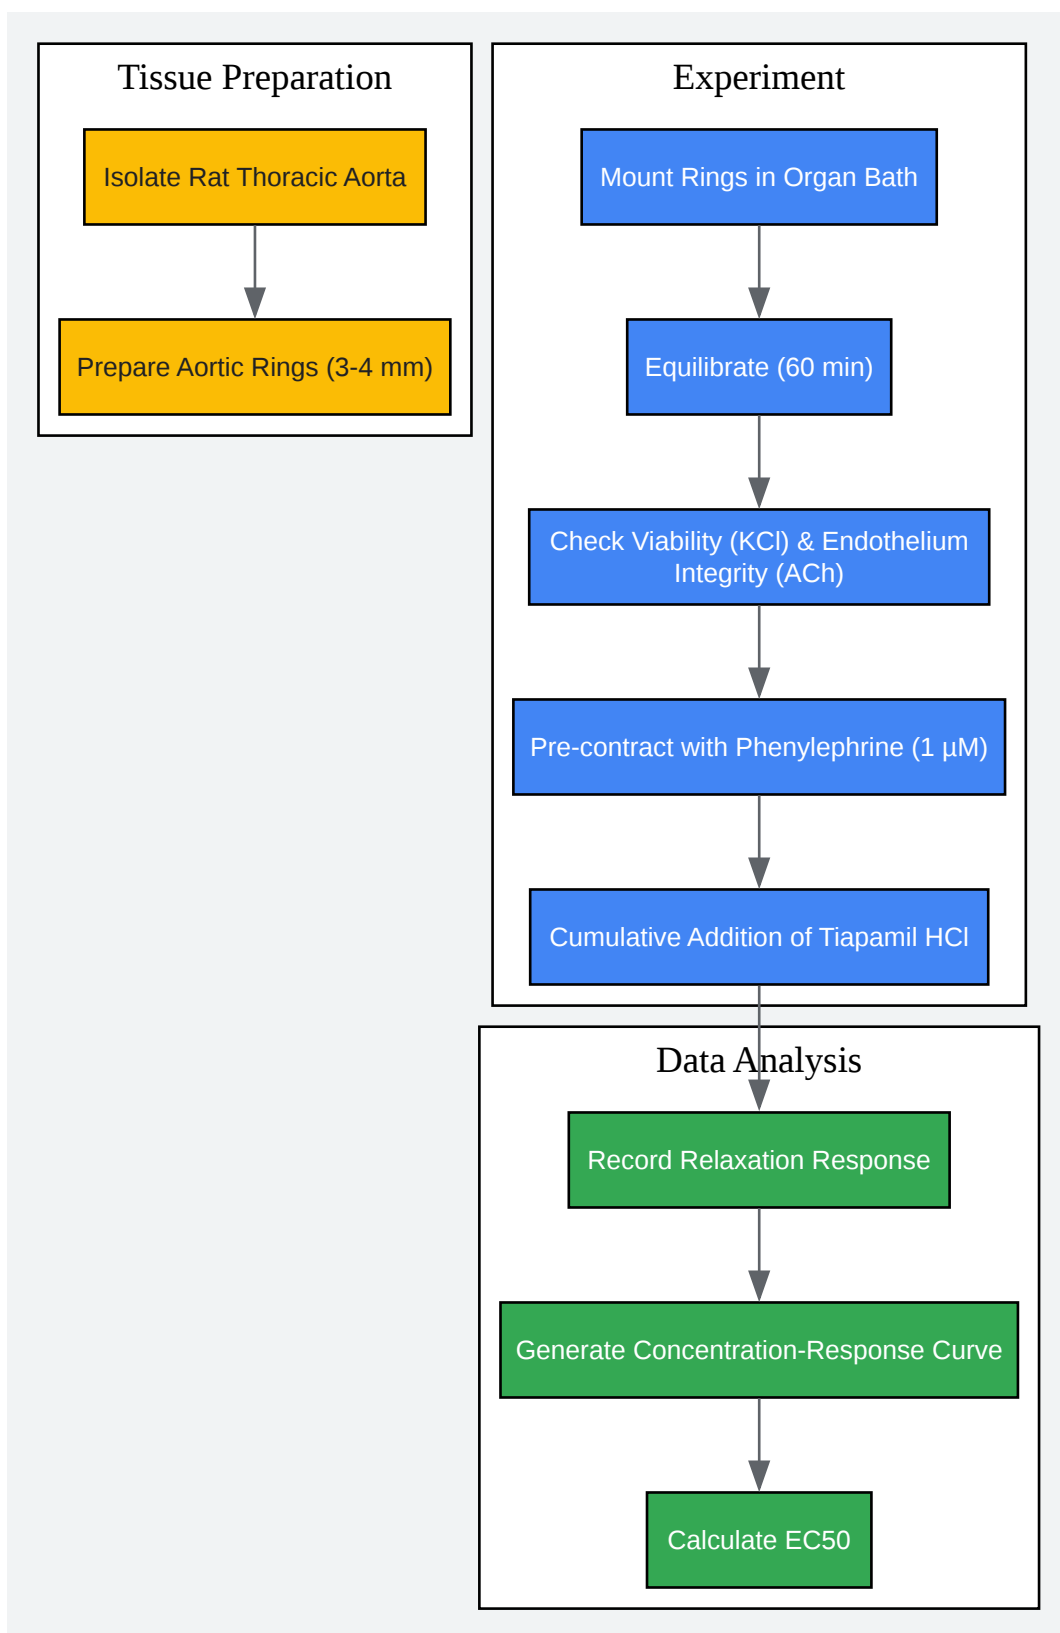 Tissue Preparation
Isolate Rat Thoracic Aorta
Prepare Aortic Rings (3-4 mm)
Experiment
Mount Rings in Organ Bath
Equilibrate (60 min)
Check Viability (KCl) & Endothelium
Integrity (ACh)
Pre-contract with Phenylephrine (1 µM)
Cumulative Addition of Tiapamil HCl
Data Analysis
Record Relaxation Response
Generate Concentration-Response Curve
Calculate EC50